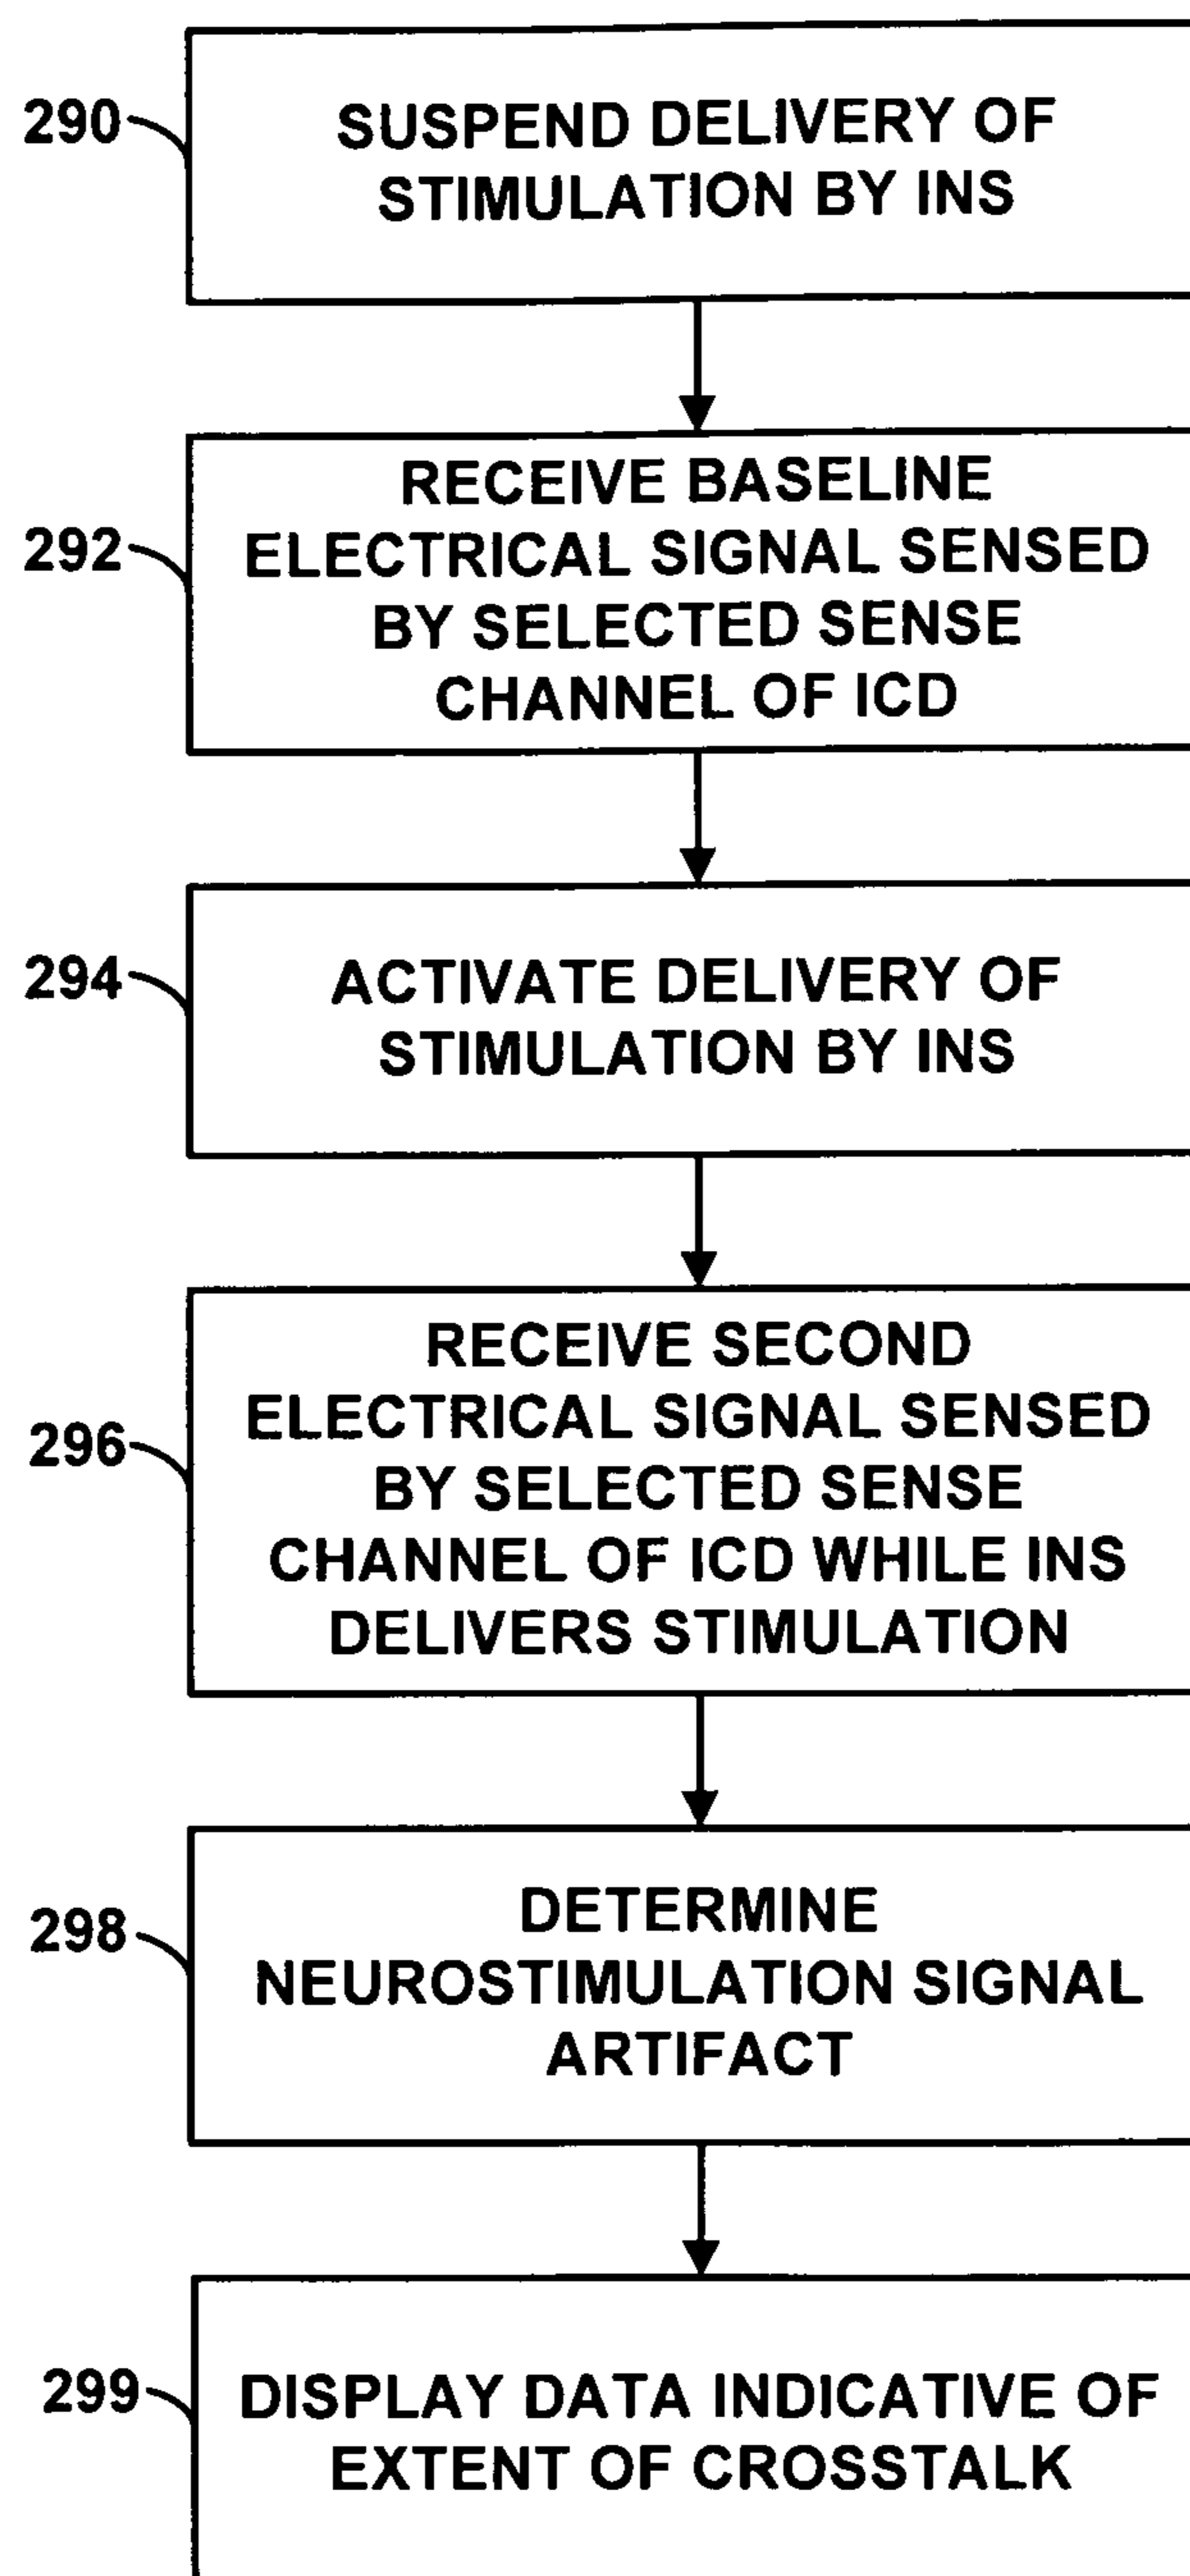 290
SUSPEND DELIVERY OF
STIMULATION BY INS
292
RECEIVE BASELINE
ELECTRICAL SIGNAL SENSED
BY SELECTED SENSE
CHANNEL OF ICD
294
ACTIVATE DELIVERY OF
STIMULATION BY INS
296
RECEIVE SECOND
ELECTRICAL SIGNAL SENSED
BY SELECTED SENSE
CHANNEL OF ICD WHILE INS
DELIVERS STIMULATION
298
DETERMINE
NEUROSTIMULATION SIGNAL
ARTIFACT
299
DISPLAY DATA INDICATIVE OF
EXTENT OF CROSSTALK